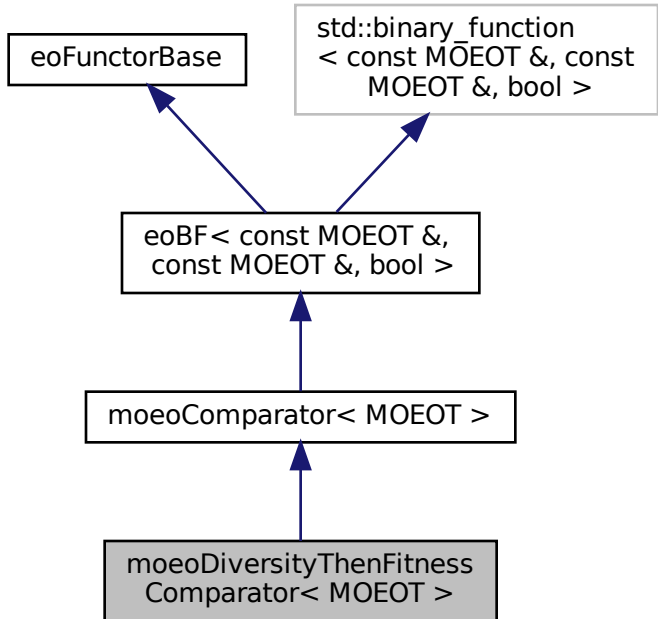 eoFunctorBase
std::binary_function
< const MOEOT &, const
MOEOT &, bool >
eoBF< const MOEOT &,
const MOEOT &, bool >
moeoComparator< MOEOT >
moeoDiversityThenFitness
Comparator< MOEOT >